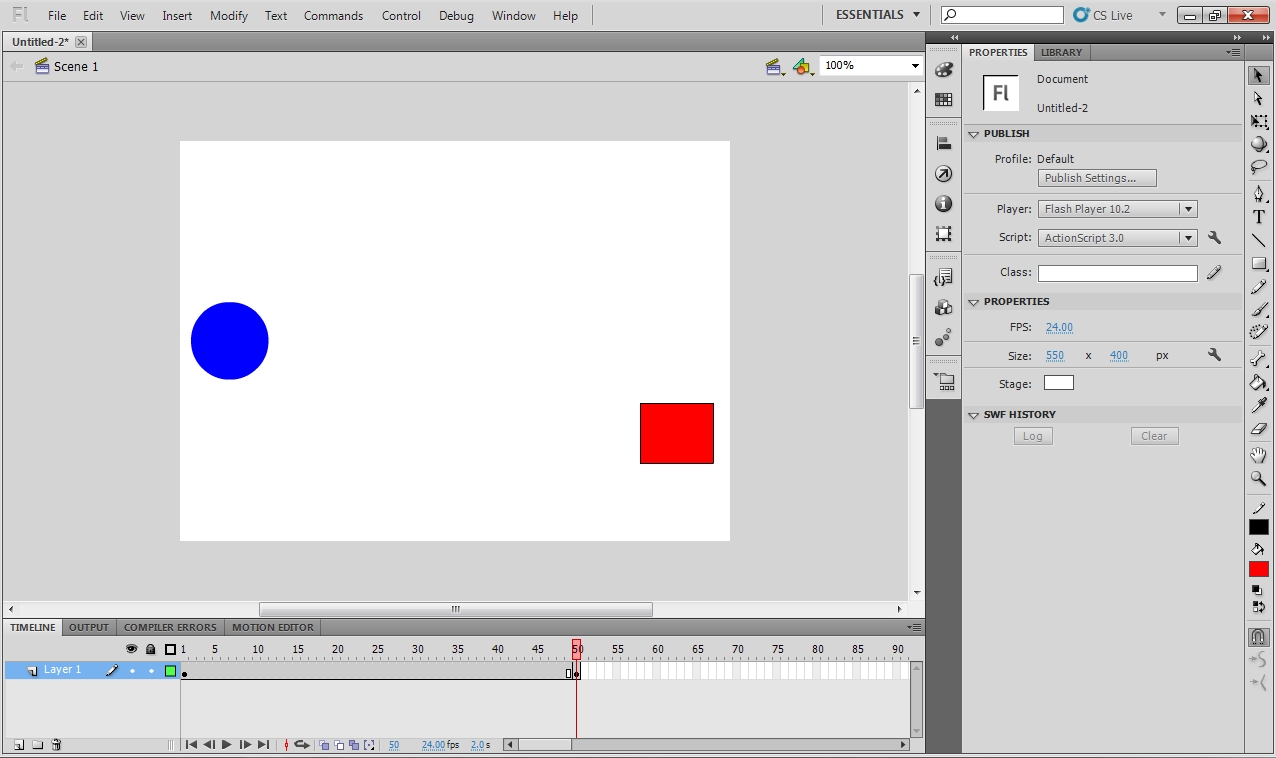 Fl File Edit View Insert Modify Text Commands Control Debug Window Help ESSENTIALS CS Live
Untitled-2*
Scene 1 100%
PROPERTIES LIBRARY
Fl
Document
Untitled-2
PUBLISH
Profile: Default
Publish Settings...
Player: Flash Player 10.2
Script: ActionScript 3.0
Class:
PROPERTIES
FPS: 24.00
Size: 550 x 400 px
Stage:
SWF HISTORY
Log Clear
T
TIMELINE OUTPUT COMPILER ERRORS MOTION EDITOR
1 5 10 15 20 25 30 35 40 45 50 55 60 65 70 75 80 85 90
Layer 1
50 24.00 fps 2.0 s